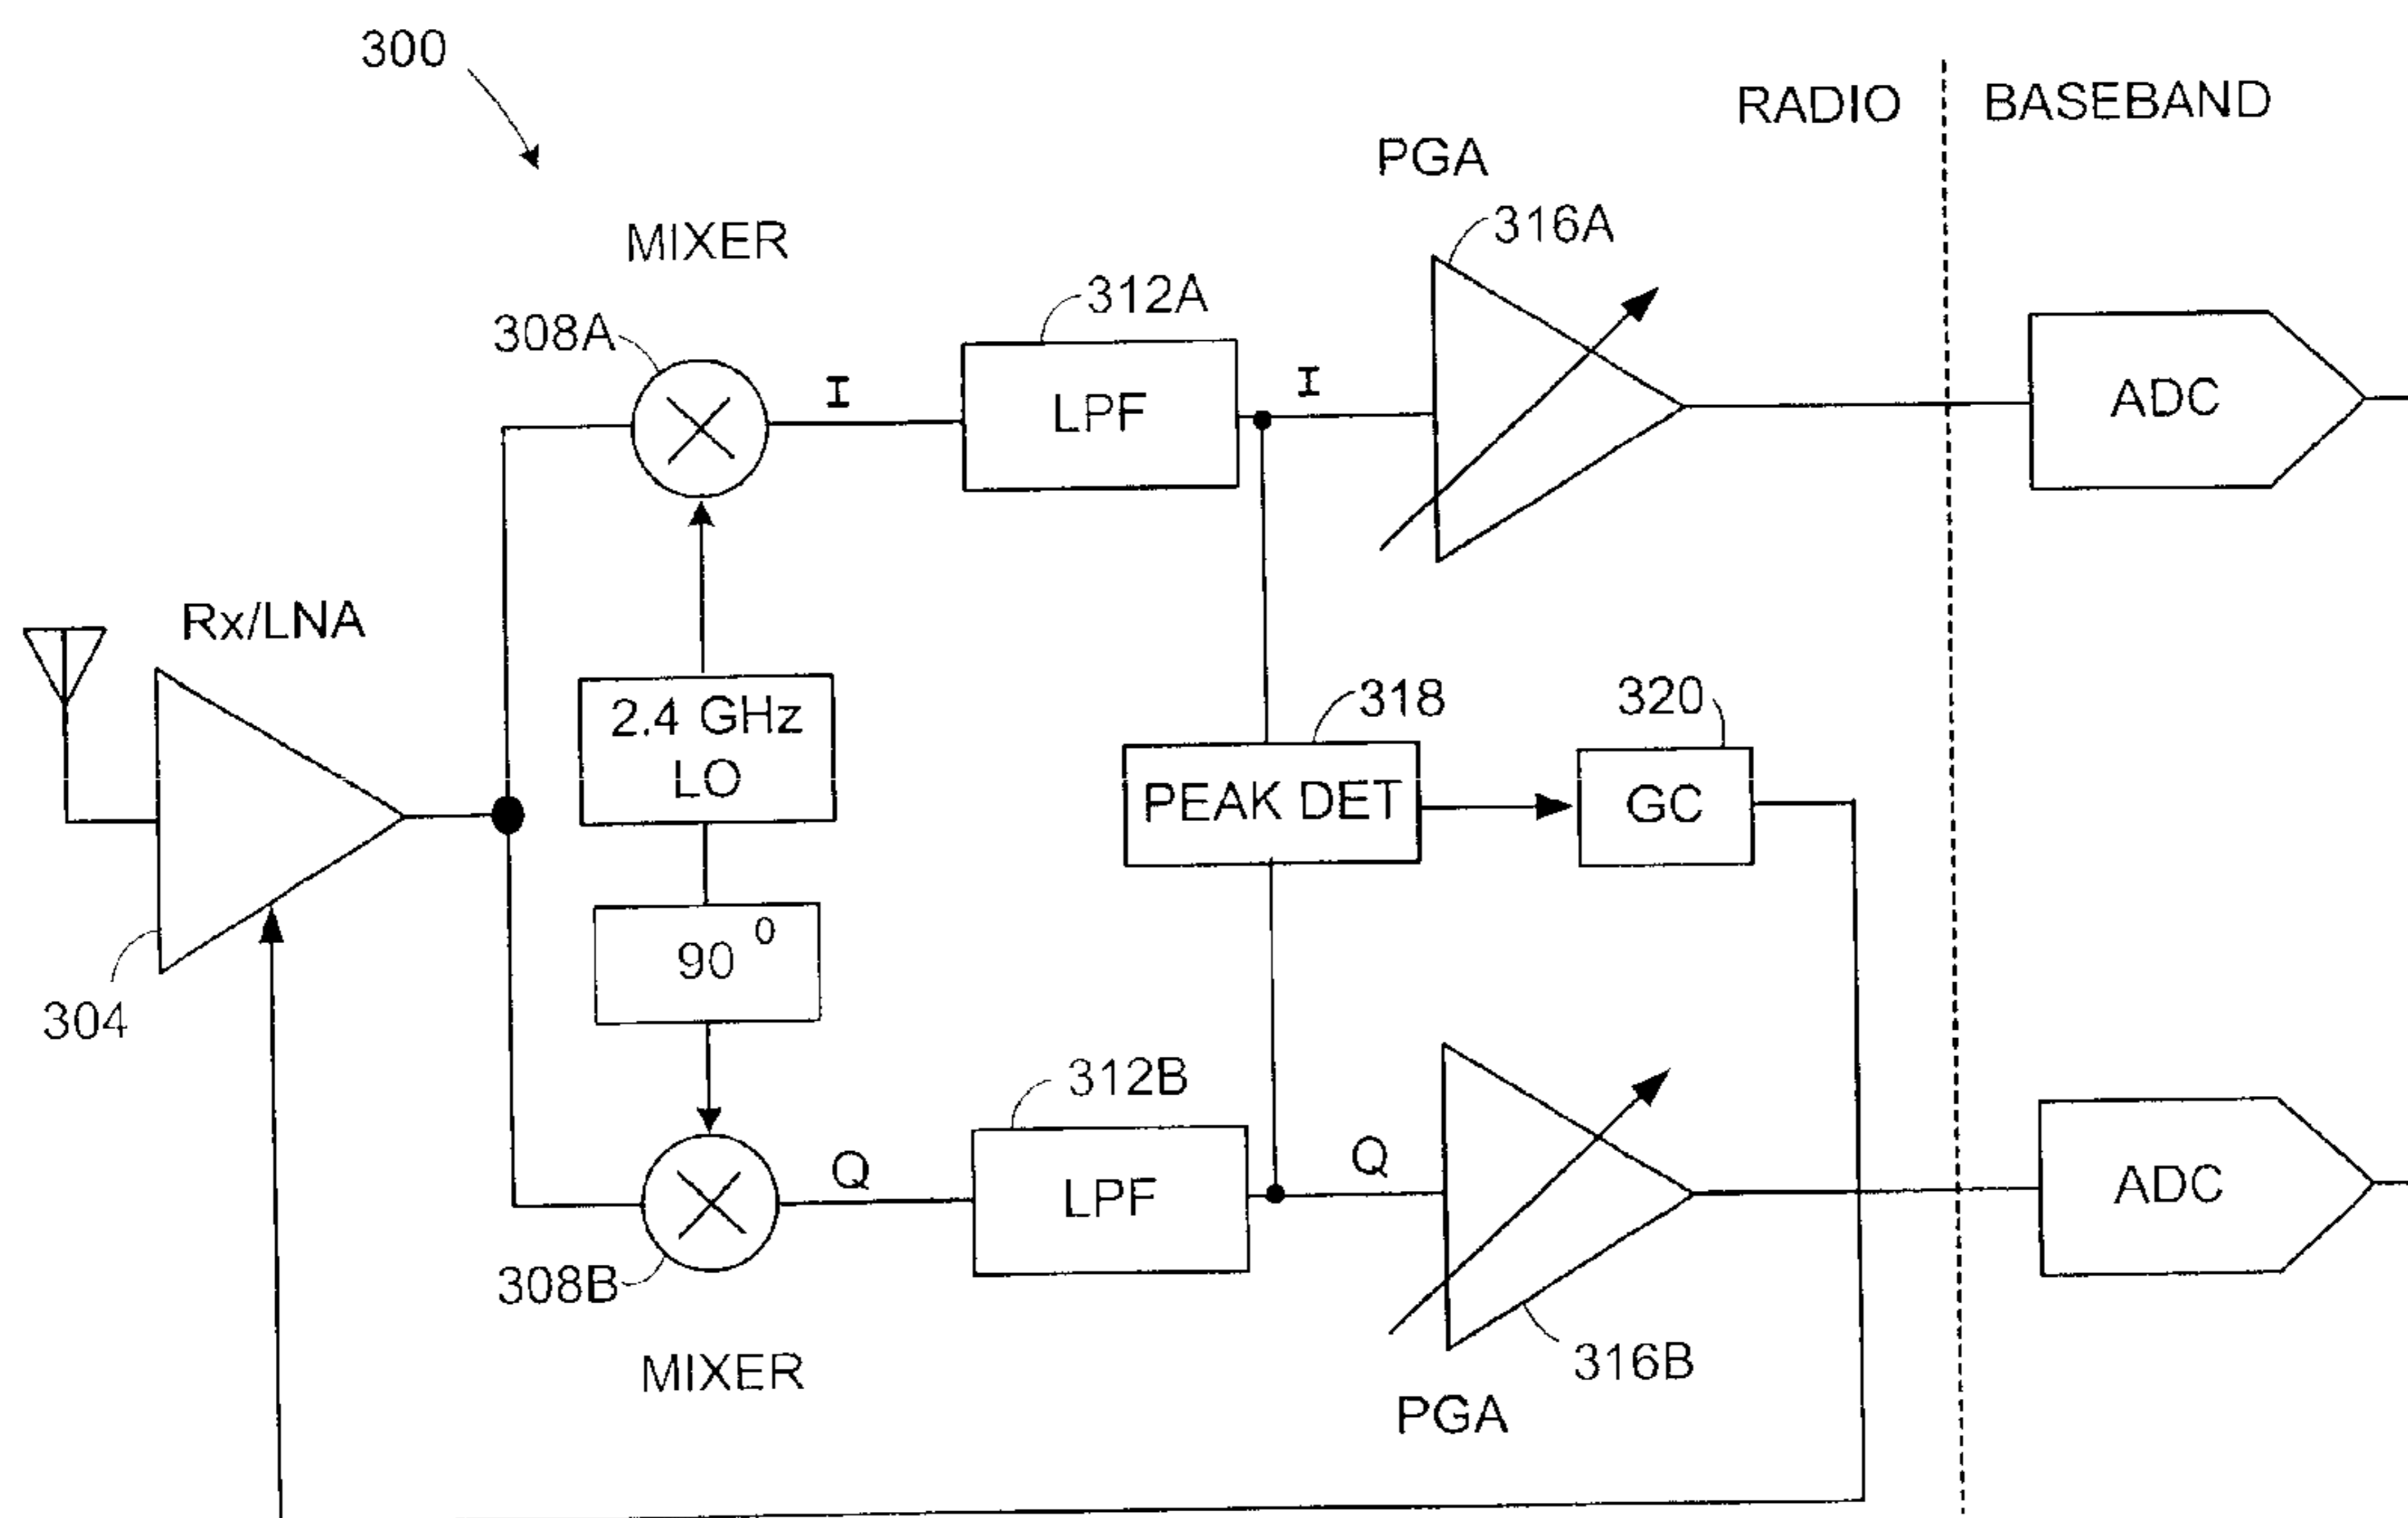 300
RADIO
BASEBAND
PGA
316A
MIXER
312A
308A
I
LPF
I
ADC
Rx/LNA
2.4 GHz
LO
318
320
PEAK DET
GC
90 0
304
312B
Q
LPF
Q
ADC
308B
MIXER
316B
PGA